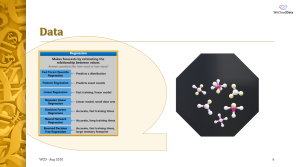 WeCloudData
Data
Regression
Makes forecasts by estimating the
relationship between values.
Fast Forest Quantile
Regression
Predicts a distribution
Poisson Regression
Predicts event counts
Linear Regression
Fast training, linear model
Bayesian Linear
Regression
Linear model, small data sets
Decision Forest
Regression
Accurate, fast training times
Neural Network
Regression
Accurate, long training times
Boosted Decision
Tree Regression
Accurate, fast training times,
large memory footprint
WCD - Aug 2020